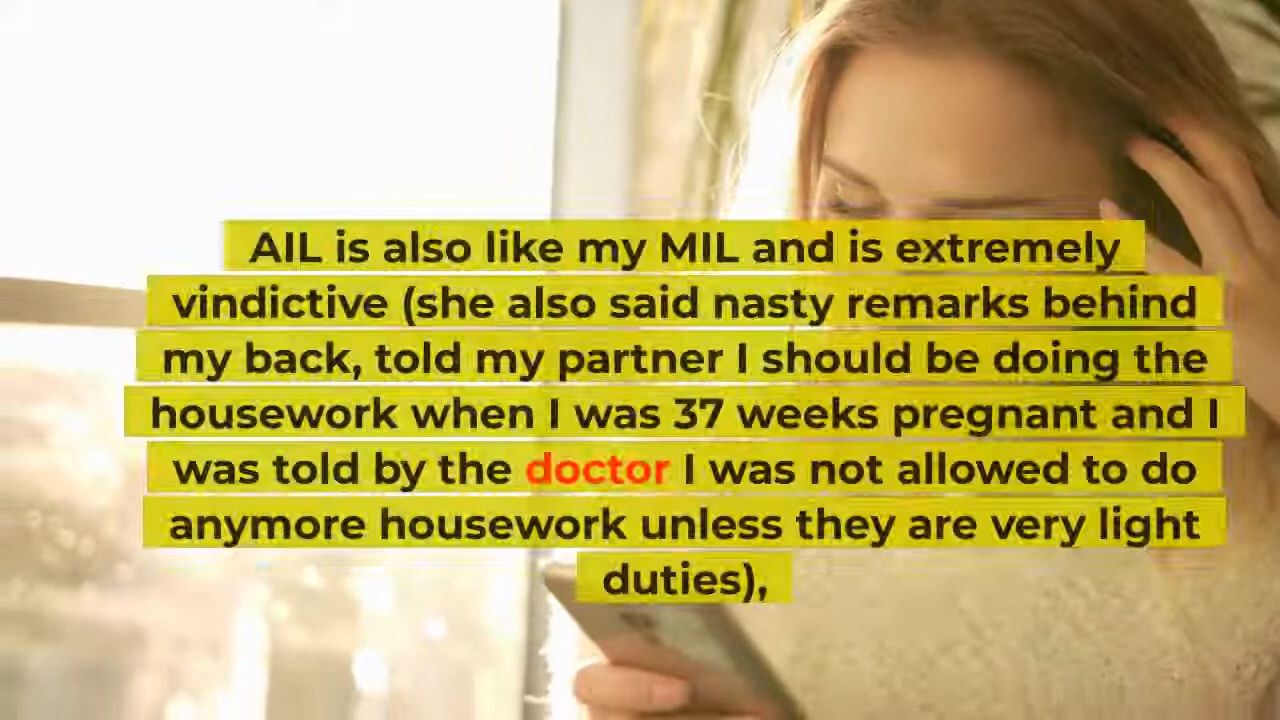 AIL is also like my MIL and is extremely
vindictive (she also said nasty remarks behind
my back, told my partner I should be doing the
housework when I was 37 weeks pregnant and I
was told by the doctor I was not allowed to do
anymore housework unless they are very light
duties),